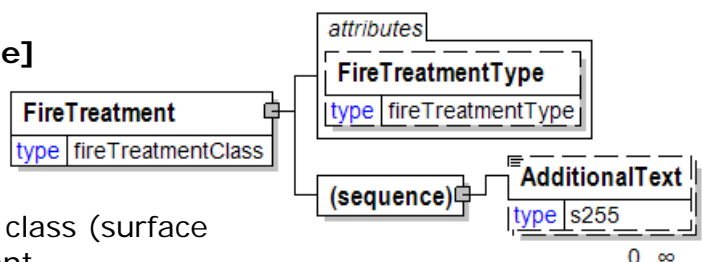 e]
attributes
FireTreatmentType
type fireTreatmentType
FireTreatment
type fireTreatmentClass
(sequence)
AdditionalText
type s255
0 ∞
class (surface